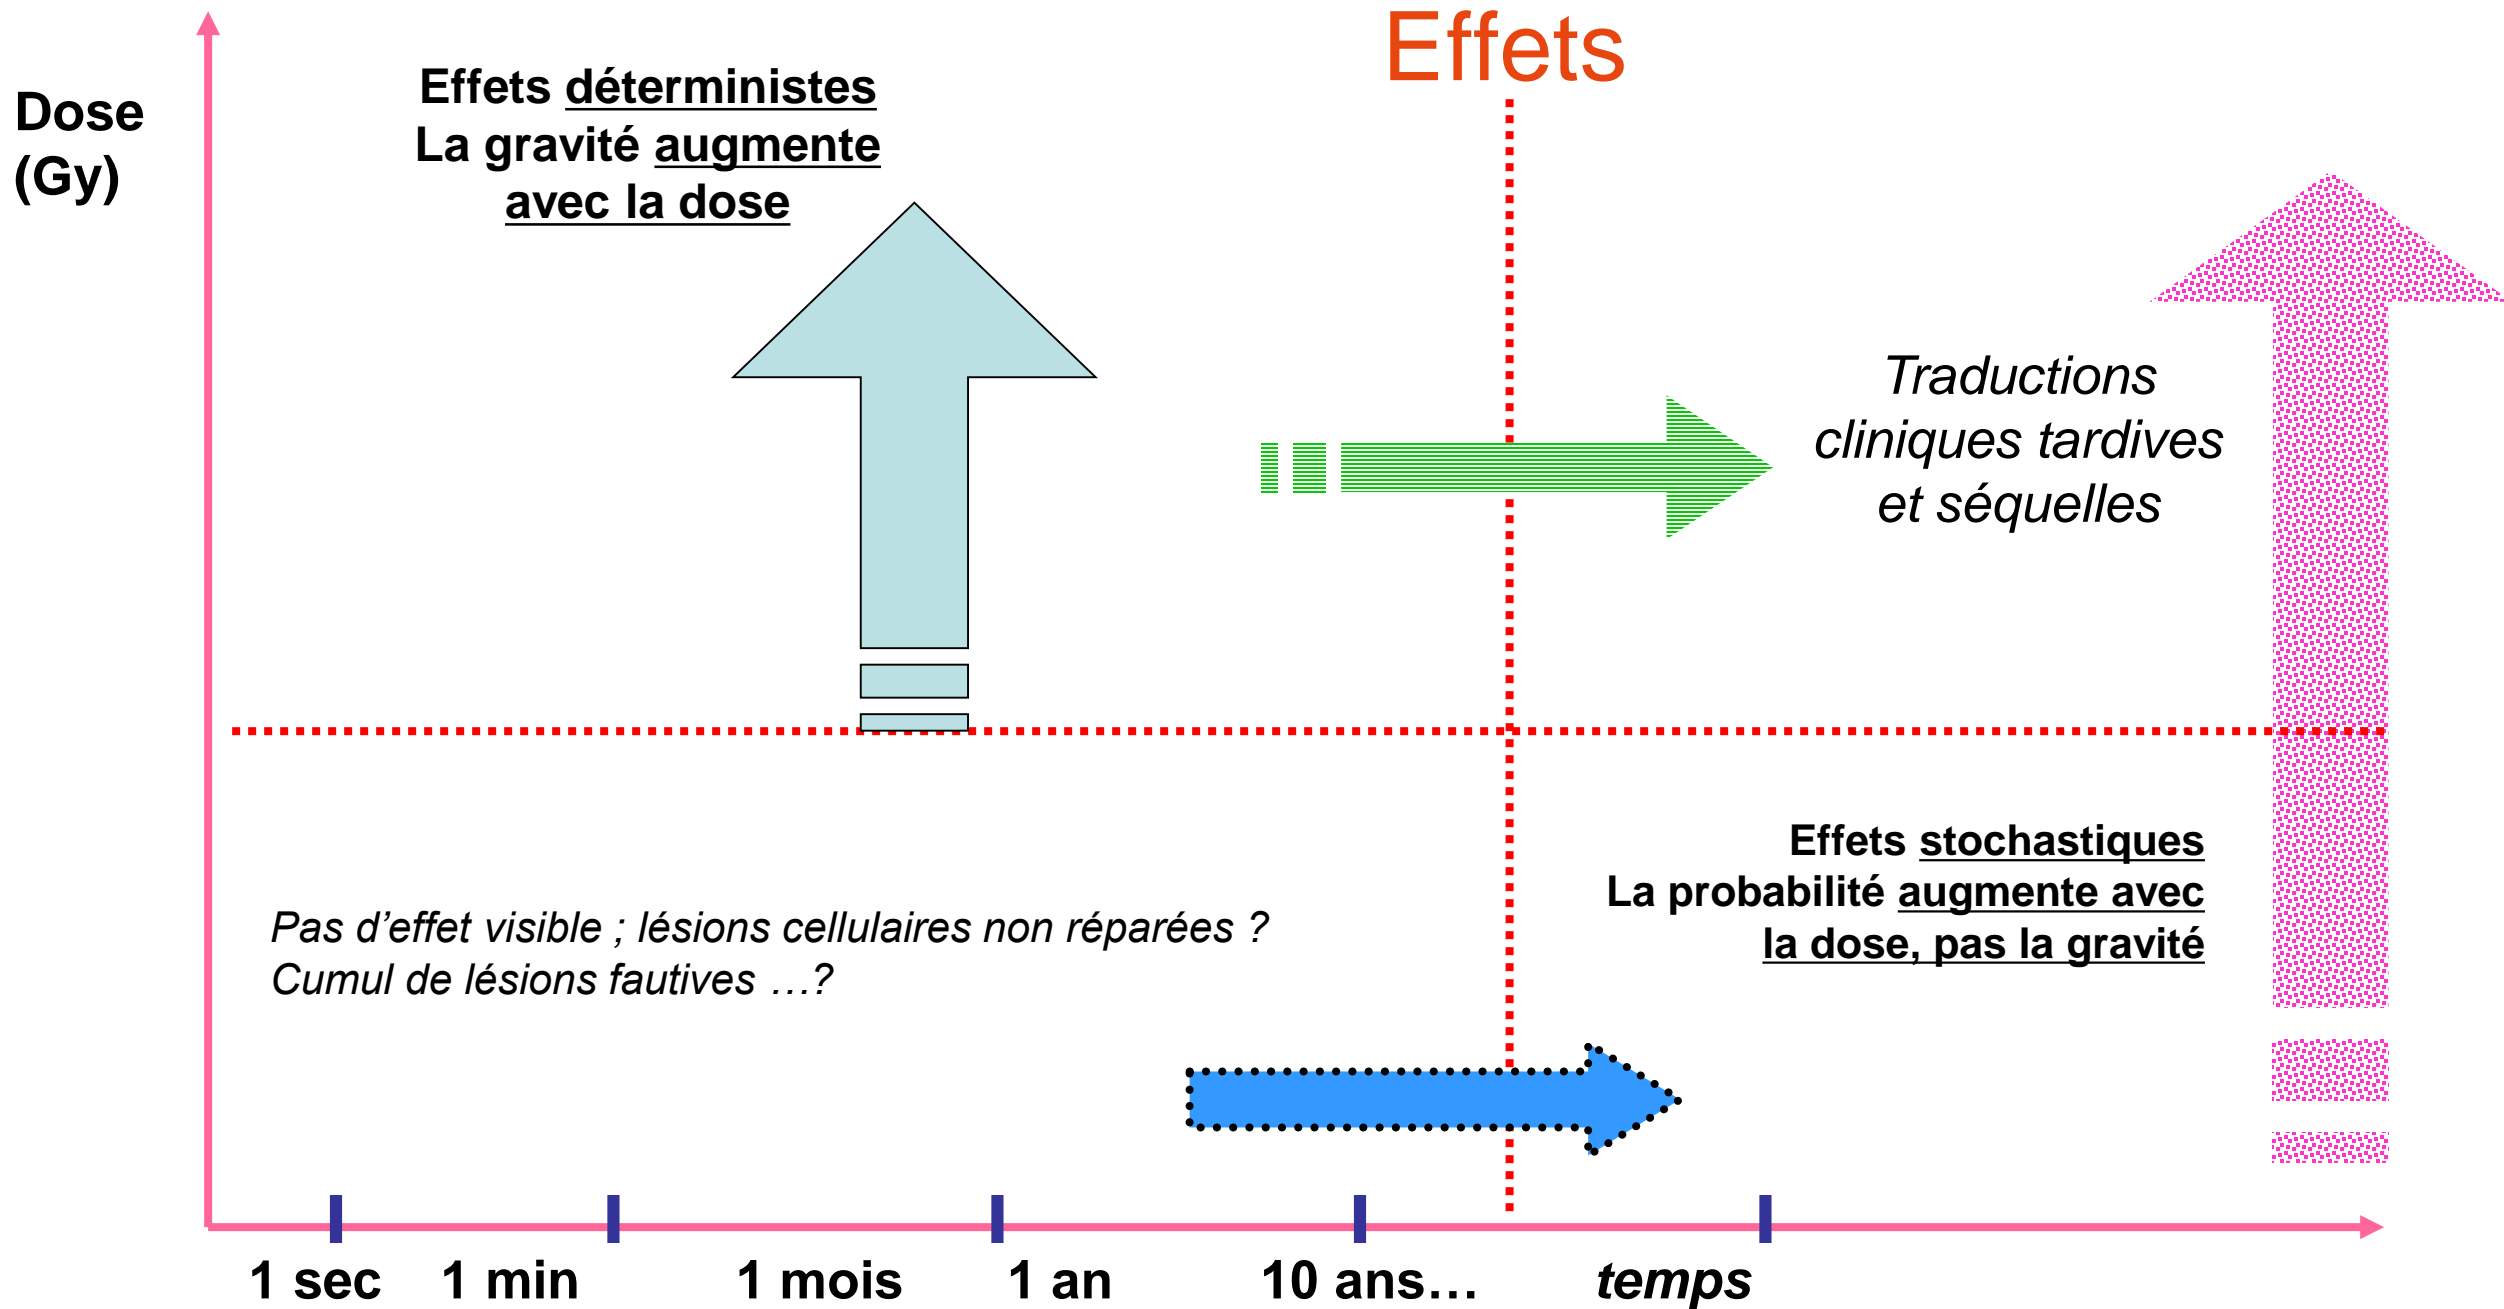 Effets
Dose
(Gy)
Effets déterministes
La gravité augmente
avec la dose
Traductions
cliniques tardives
et séquelles
Effets stochastiques
La probabilité augmente avec
la dose, pas la gravité
Pas d’effet visible ; lésions cellulaires non réparées ?
Cumul de lésions fautives …?
1 sec 1 min 1 mois 1 an 10 ans… temps